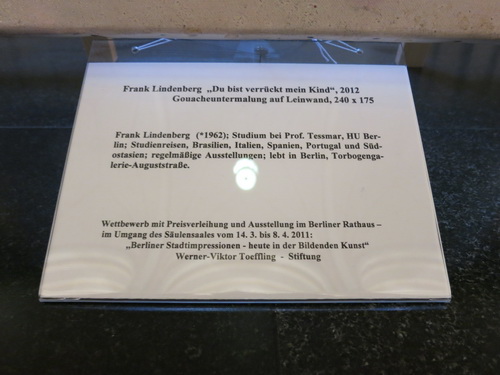 Frank Lindenberg „Du bist verrückt mein Kind“, 2012
Gouacheuntermalung auf Leinwand, 240 x 175
Frank Lindenberg (*1962); Studium bei Prof. Tessmar, HU Ber-
lin; Studienreisen, Brasilien, Italien, Spanien, Portugal und Süd-
ostasien; regelmäßige Ausstellungen; lebt in Berlin, Torbogenga-
lerie-Auguststraße.
Wettbewerb mit Preisverleihung und Ausstellung im Berliner Rathaus –
im Umgang des Säulensaales vom 14. 3. bis 8. 4. 2011:
„Berliner Stadtimpressionen - heute in der Bildenden Kunst“
Werner-Viktor Toeffling - Stiftung